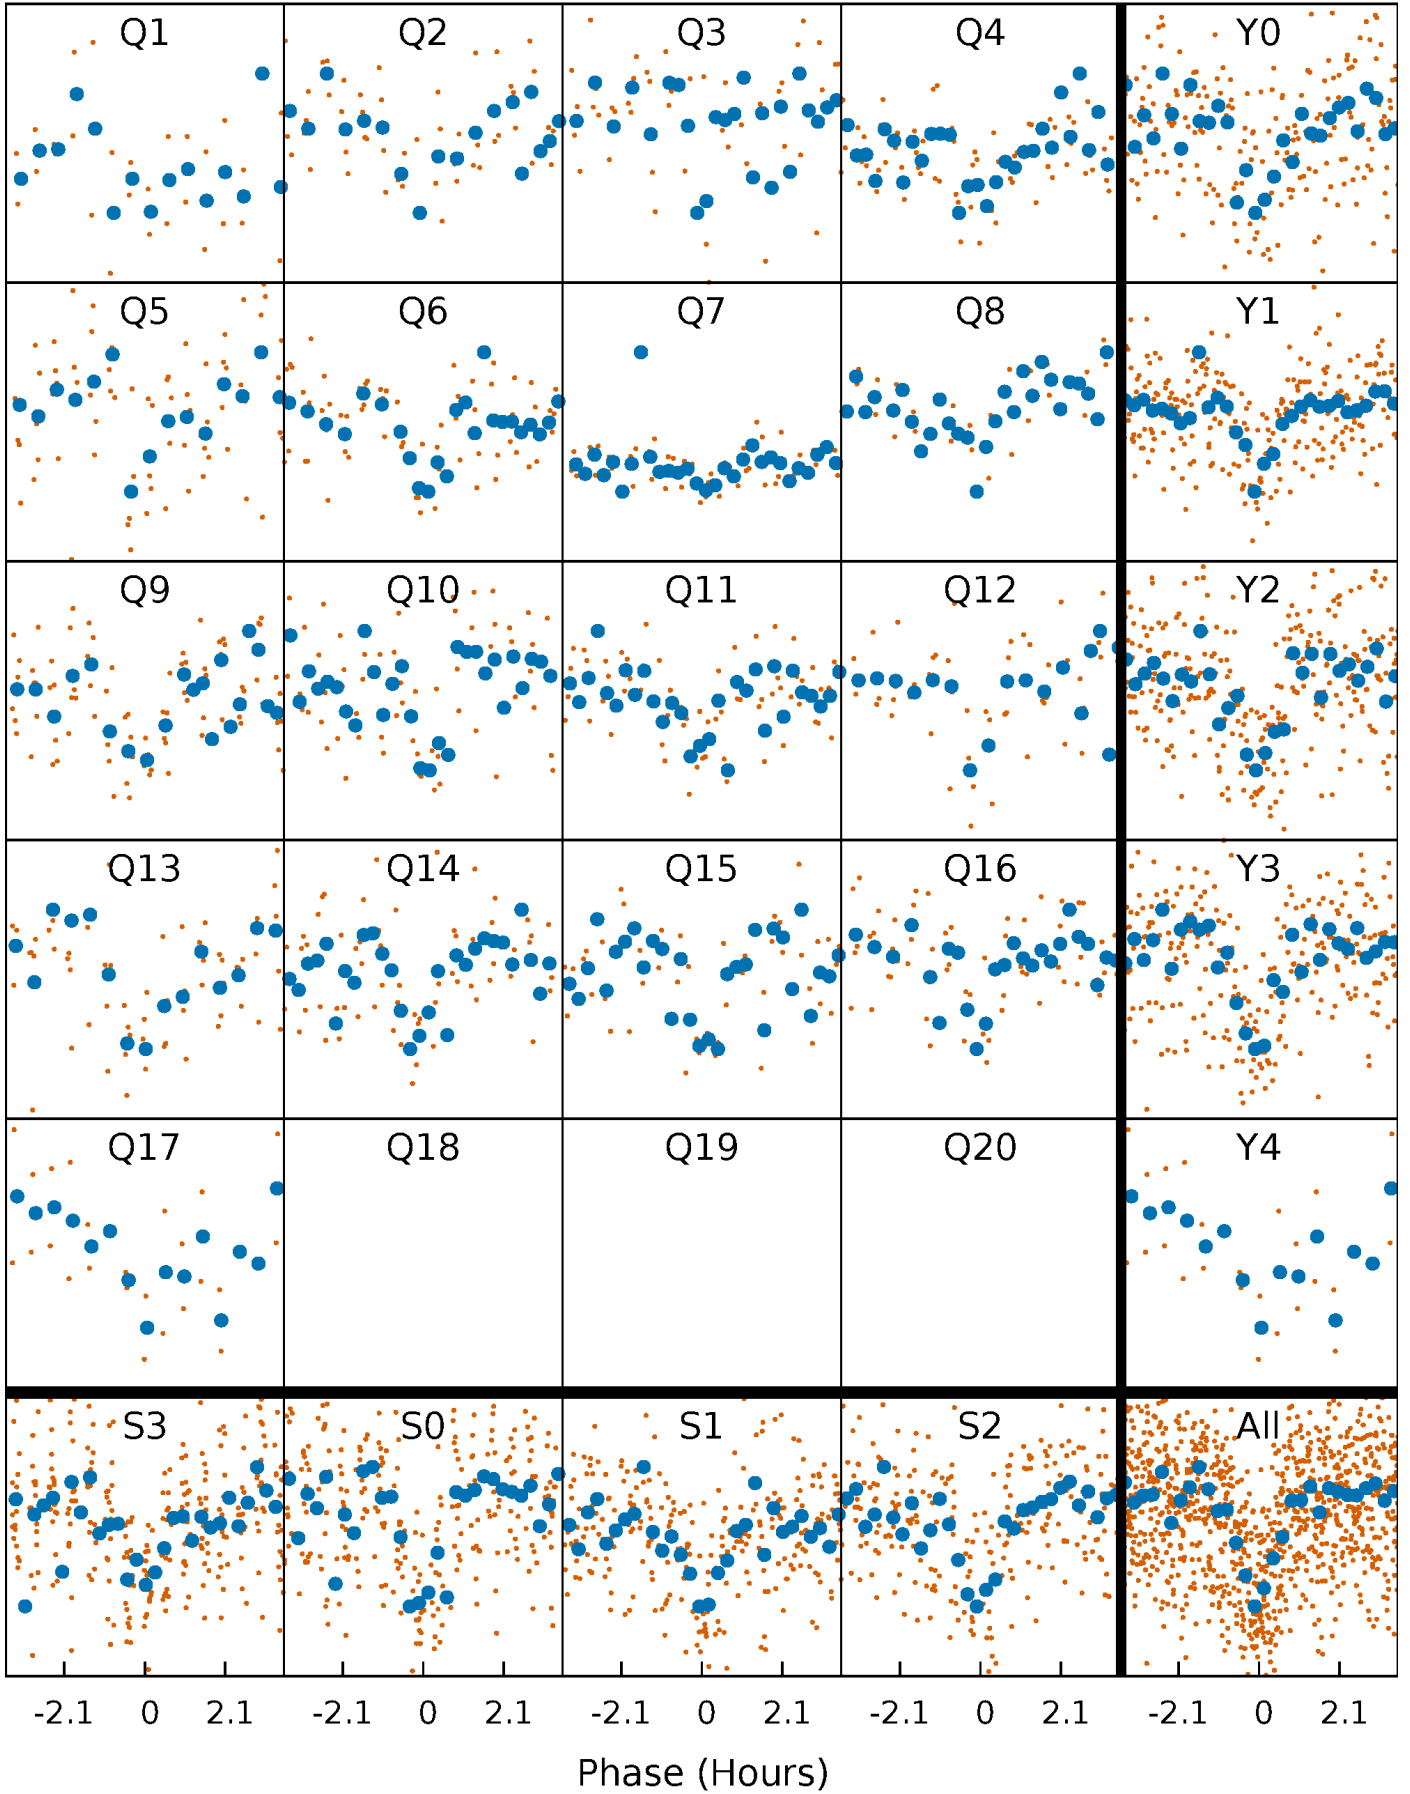 Q1 Q2 Q3 Q4 Y0
Q5 Q6 Q7 Q8 Y1
Q9 Q10 Q11 Q12 Y2
Q13 Q14 Q15 Q16 Y3
Q17 Q18 Q19 Q20 Y4
S3 S0 S1 S2 All
-2.1 0 2.1 -2.1 0 2.1 -2.1 0 2.1 -2.1 0 2.1 -2.1 0 2.1
Phase (Hours)